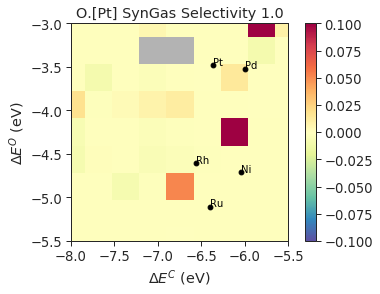 O.[Pt] SynGas Selectivity 1.0
−3.0
−3.5
−4.0
−4.5
−5.0
−5.5
ΔE^O (eV)
Pt
Pd
Rh
Ni
Ru
−8.0 −7.5 −7.0 −6.5 −6.0 −5.5
ΔE^C (eV)
0.100
0.075
0.050
0.025
0.000
−0.025
−0.050
−0.075
−0.100